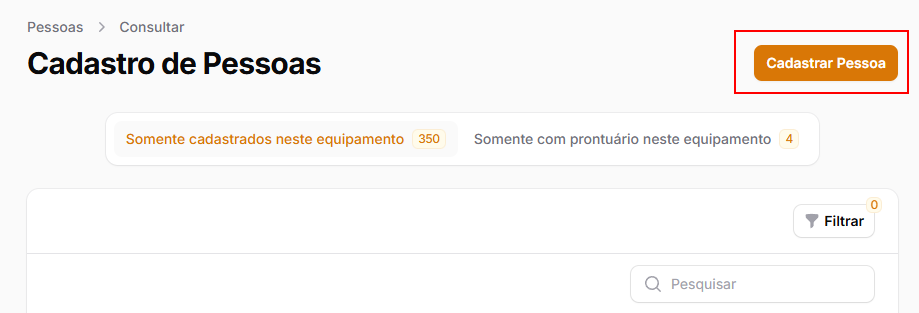 Pessoas > Consultar
Cadastro de Pessoas
Cadastrar Pessoa
Somente cadastrados neste equipamento 350
Somente com prontuário neste equipamento 4
0
Filtrar
Pesquisar